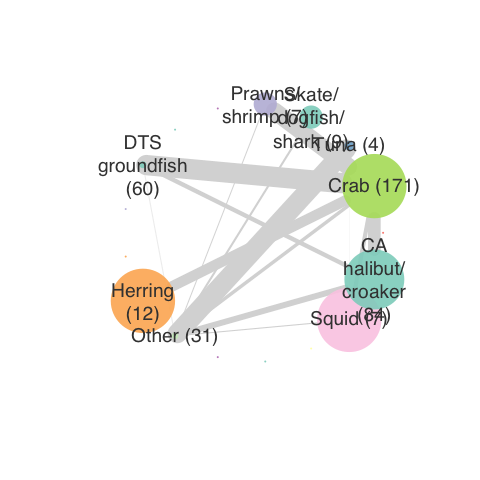 Prawns/
shrimp (7)
Skate/
dogfish/
shark (9)
Tuna (4)
DTS
groundfish
(60)
Crab (171)
CA
halibut/
croaker
(84)
Herring
(12)
Squid (7)
Other (31)